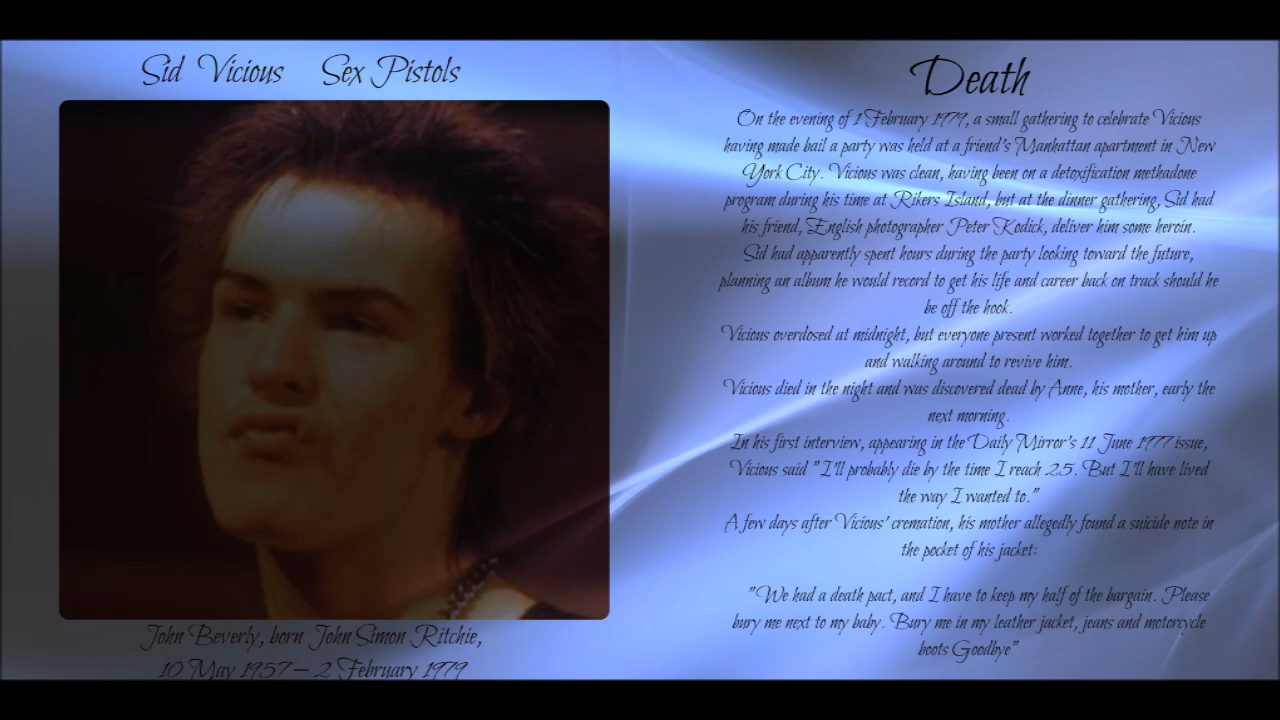 Sid Vicious Sex Pistols
John Beverly, born John Simon Ritchie,
10 May 1957 – 2 February 1979
Death
On the evening of 1 February 1979, a small gathering to celebrate Vicious
having made bail a party was held at a friend's Manhattan apartment in New
York City. Vicious was clean, having been on a detoxification methadone
program during his time at Rikers Island, but at the dinner gathering, Sid had
his friend, English photographer Peter Kodick, deliver him some heroin.
Sid had apparently spent hours during the party looking toward the future,
planning an album he would record to get his life and career back on track should he
be off the hook.
Vicious overdosed at midnight, but everyone present worked together to get him up
and walking around to revive him.
Vicious died in the night and was discovered dead by Anne, his mother, early the
next morning.
In his first interview, appearing in the Daily Mirror's 11 June 1977 issue,
Vicious said "I'll probably die by the time I reach 25. But I'll have lived
the way I wanted to."
A few days after Vicious' cremation, his mother allegedly found a suicide note in
the pocket of his jacket:
"We had a death pact, and I have to keep my half of the bargain. Please
bury me next to my baby. Bury me in my leather jacket, jeans and motorcycle
boots Goodbye"